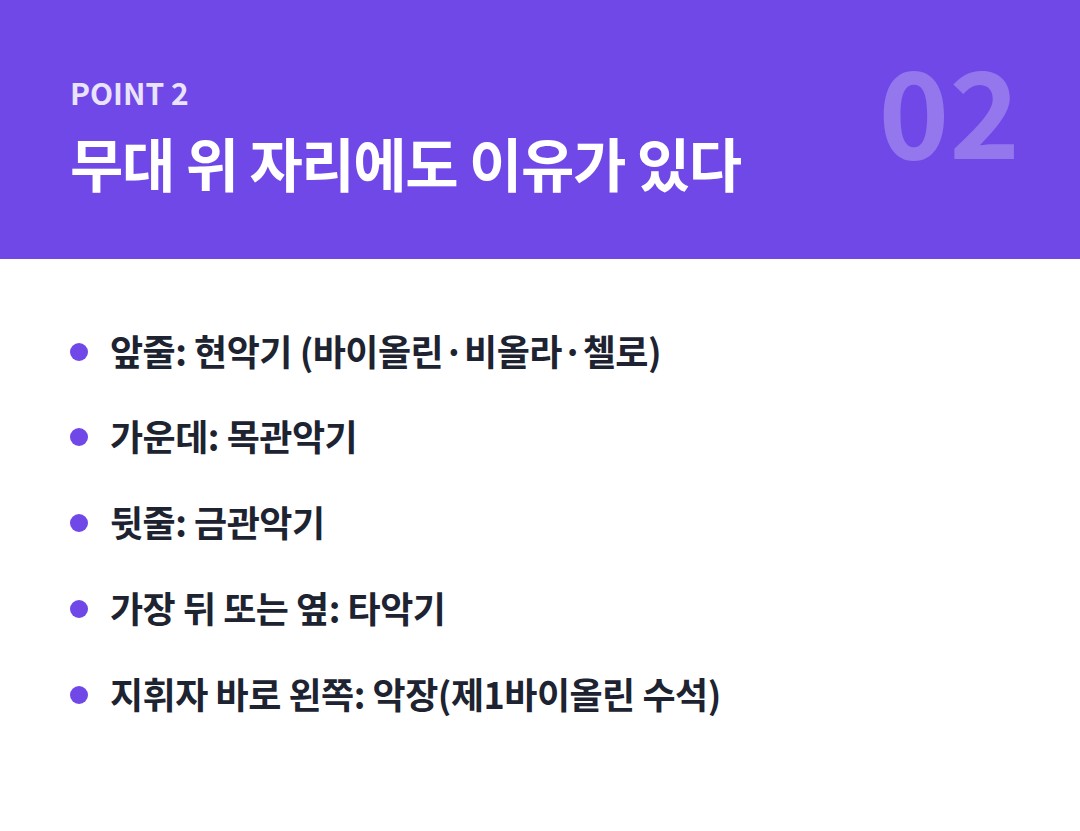 POINT 2
02
무대 위 자리에도 이유가 있다
앞줄: 현악기 (바이올린·비올라·첼로)
가운데: 목관악기
뒷줄: 금관악기
가장 뒤 또는 옆: 타악기
지휘자 바로 왼쪽: 악장(제1바이올린 수석)